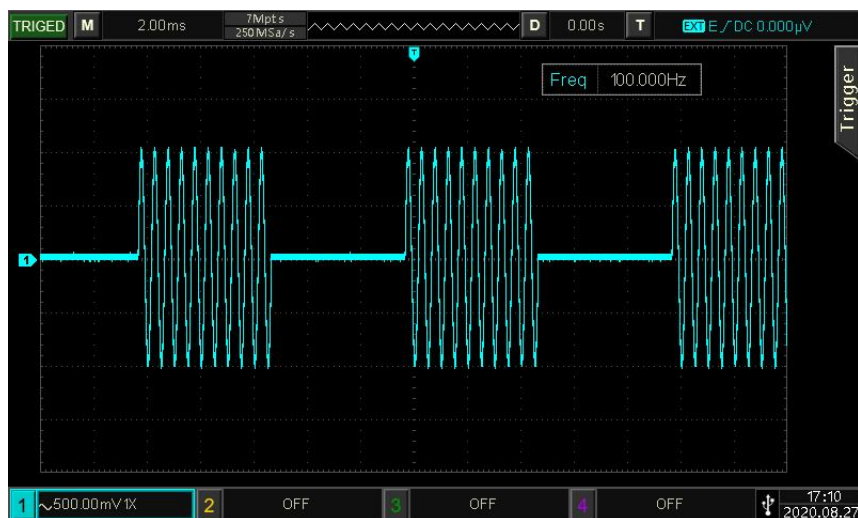 TRIGED M 2.00ms 7Mpts D 0.00s T EXT E DC 0.000µV
250MSa/s
T
Freq 100.000Hz
Trigger
1
1 500.00mV 1X 2 OFF 3 OFF 4 OFF 17:10
2020.08.27